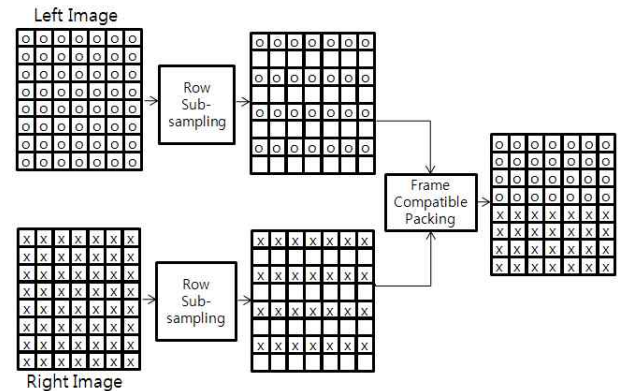 Left Image
O O O O O O O
O O O O O O O
O O O O O O O
O O O O O O O
O O O O O O O
O O O O O O O
O O O O O O O
O O O O O O O
Row
Sub-
sampling
O O O O O O O
O O O O O O O
O O O O O O O
O O O O O O O
X X X X X X X
X X X X X X X
X X X X X X X
X X X X X X X
X X X X X X X
X X X X X X X
X X X X X X X
X X X X X X X
Right Image
Row
Sub-
sampling
X X X X X X X
X X X X X X X
X X X X X X X
X X X X X X X
Frame
Compatible
Packing
O O O O O O O
O O O O O O O
O O O O O O O
O O O O O O O
X X X X X X X
X X X X X X X
X X X X X X X
X X X X X X X